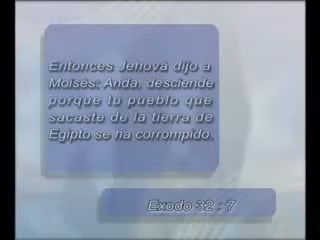 Entonces Jehová dijo a
Moisés: Anda, desciende
porque tu pueblo que
sacaste de la tierra de
Egipto se ha corrompido.
Exodo 32 : 7